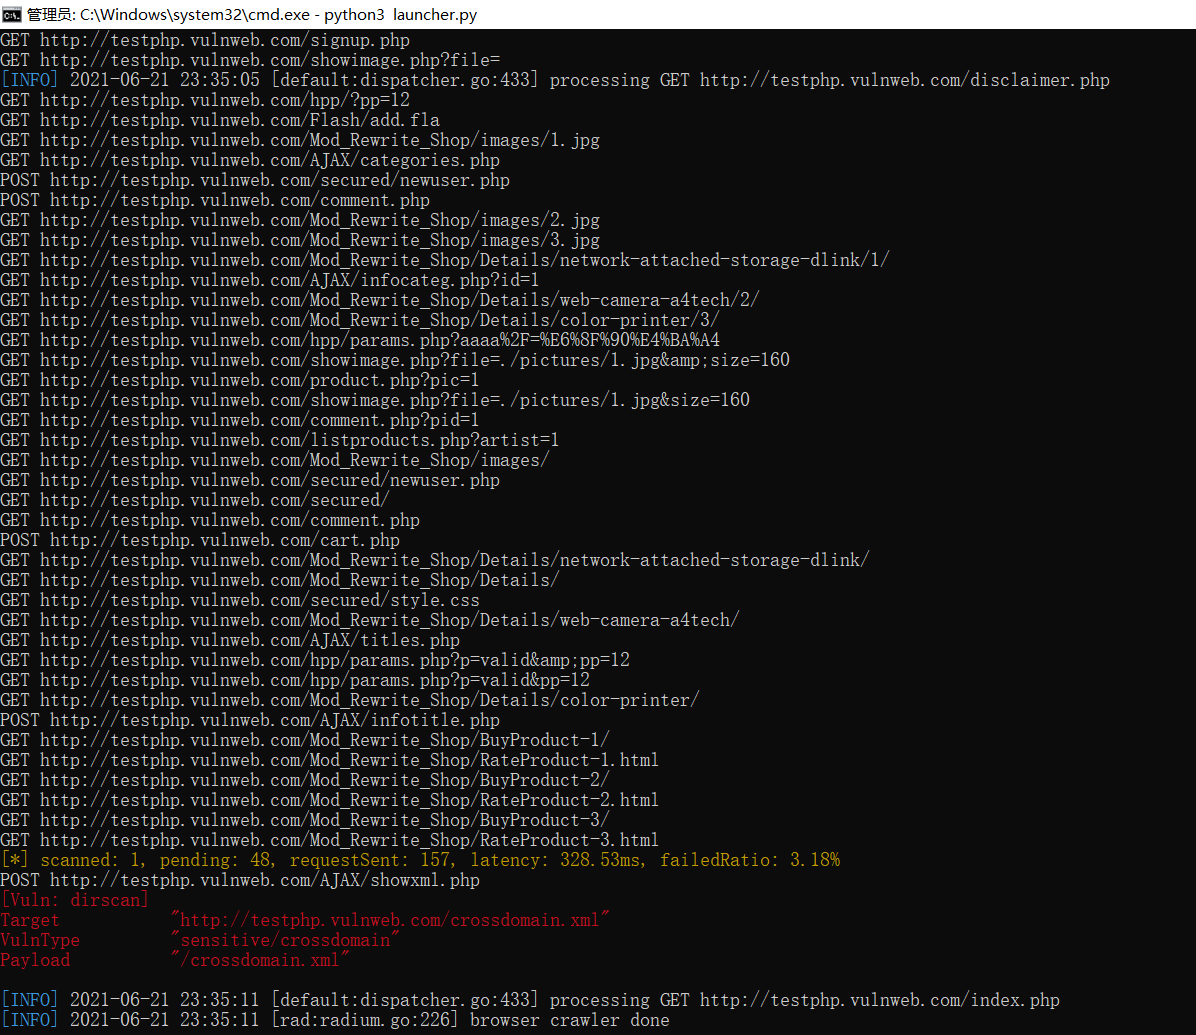 管理员: C:\Windows\system32\cmd.exe - python3 launcher.py
GET http://testphp.vulnweb.com/signup.php
GET http://testphp.vulnweb.com/showimage.php?file=
[INFO] 2021-06-21 23:35:05 [default:dispatcher.go:433] processing GET http://testphp.vulnweb.com/disclaimer.php
GET http://testphp.vulnweb.com/hpp/?pp=12
GET http://testphp.vulnweb.com/Flash/add.fla
GET http://testphp.vulnweb.com/Mod_Rewrite_Shop/images/1.jpg
GET http://testphp.vulnweb.com/AJAX/categories.php
POST http://testphp.vulnweb.com/secured/newuser.php
POST http://testphp.vulnweb.com/comment.php
GET http://testphp.vulnweb.com/Mod_Rewrite_Shop/images/2.jpg
GET http://testphp.vulnweb.com/Mod_Rewrite_Shop/images/3.jpg
GET http://testphp.vulnweb.com/Mod_Rewrite_Shop/Details/network-attached-storage-dlink/1/
GET http://testphp.vulnweb.com/AJAX/infocateg.php?id=1
GET http://testphp.vulnweb.com/Mod_Rewrite_Shop/Details/web-camera-a4tech/2/
GET http://testphp.vulnweb.com/Mod_Rewrite_Shop/Details/color-printer/3/
GET http://testphp.vulnweb.com/hpp/params.php?aaaa%2F=%E6%8F%90%E4%BA%A4
GET http://testphp.vulnweb.com/showimage.php?file=./pictures/1.jpg&amp;size=160
GET http://testphp.vulnweb.com/product.php?pic=1
GET http://testphp.vulnweb.com/showimage.php?file=./pictures/1.jpg&size=160
GET http://testphp.vulnweb.com/comment.php?pid=1
GET http://testphp.vulnweb.com/listproducts.php?artist=1
GET http://testphp.vulnweb.com/Mod_Rewrite_Shop/images/
GET http://testphp.vulnweb.com/secured/newuser.php
GET http://testphp.vulnweb.com/secured/
GET http://testphp.vulnweb.com/comment.php
POST http://testphp.vulnweb.com/cart.php
GET http://testphp.vulnweb.com/Mod_Rewrite_Shop/Details/network-attached-storage-dlink/
GET http://testphp.vulnweb.com/Mod_Rewrite_Shop/Details/
GET http://testphp.vulnweb.com/secured/style.css
GET http://testphp.vulnweb.com/Mod_Rewrite_Shop/Details/web-camera-a4tech/
GET http://testphp.vulnweb.com/AJAX/titles.php
GET http://testphp.vulnweb.com/hpp/params.php?p=valid&amp;pp=12
GET http://testphp.vulnweb.com/hpp/params.php?p=valid&pp=12
GET http://testphp.vulnweb.com/Mod_Rewrite_Shop/Details/color-printer/
POST http://testphp.vulnweb.com/AJAX/infotitle.php
GET http://testphp.vulnweb.com/Mod_Rewrite_Shop/BuyProduct-1/
GET http://testphp.vulnweb.com/Mod_Rewrite_Shop/RateProduct-1.html
GET http://testphp.vulnweb.com/Mod_Rewrite_Shop/BuyProduct-2/
GET http://testphp.vulnweb.com/Mod_Rewrite_Shop/RateProduct-2.html
GET http://testphp.vulnweb.com/Mod_Rewrite_Shop/BuyProduct-3/
GET http://testphp.vulnweb.com/Mod_Rewrite_Shop/RateProduct-3.html
[*] scanned: 1, pending: 48, requestSent: 157, latency: 328.53ms, failedRatio: 3.18%
POST http://testphp.vulnweb.com/AJAX/showxml.php
[Vuln: dirscan]
Target "http://testphp.vulnweb.com/crossdomain.xml"
VulnType "sensitive/crossdomain"
Payload "/crossdomain.xml"
[INFO] 2021-06-21 23:35:11 [default:dispatcher.go:433] processing GET http://testphp.vulnweb.com/index.php
[INFO] 2021-06-21 23:35:11 [rad:radium.go:226] browser crawler done